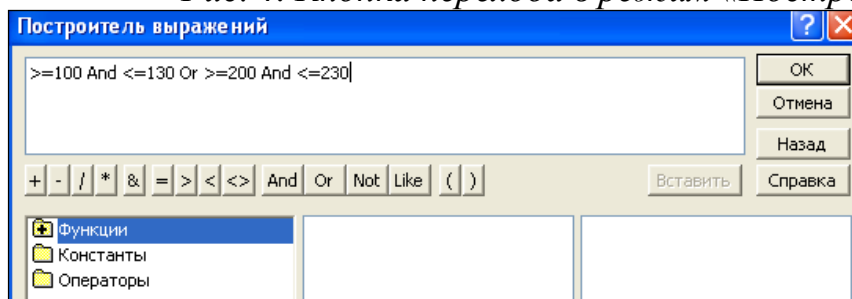 Построитель выражений
>=100 And <=130 Or >=200 And <=230
ОК
Отмена
Назад
+ - / * & = > < <> And Or Not Like ( ) Вставить Справка
Функции
Константы
Операторы